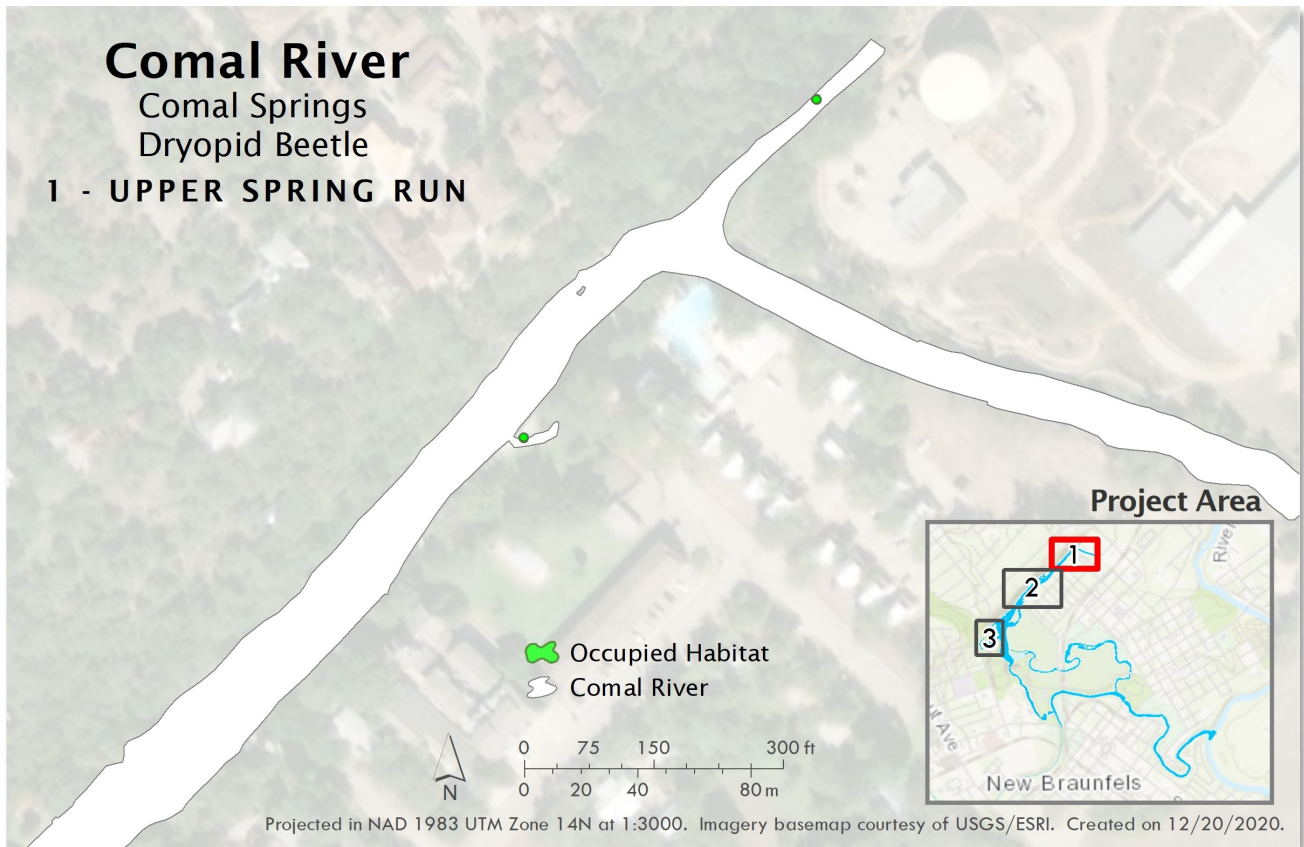 Comal River
Comal Springs
Dryopid Beetle
1 - UPPER SPRING RUN
Project Area
1
2
3
River
ut Ave
New Braunfels
Occupied Habitat
Comal River
0 75 150 300 ft
0 20 40 80 m
N
Projected in NAD 1983 UTM Zone 14N at 1:3000. Imagery basemap courtesy of USGS/ESRI. Created on 12/20/2020.